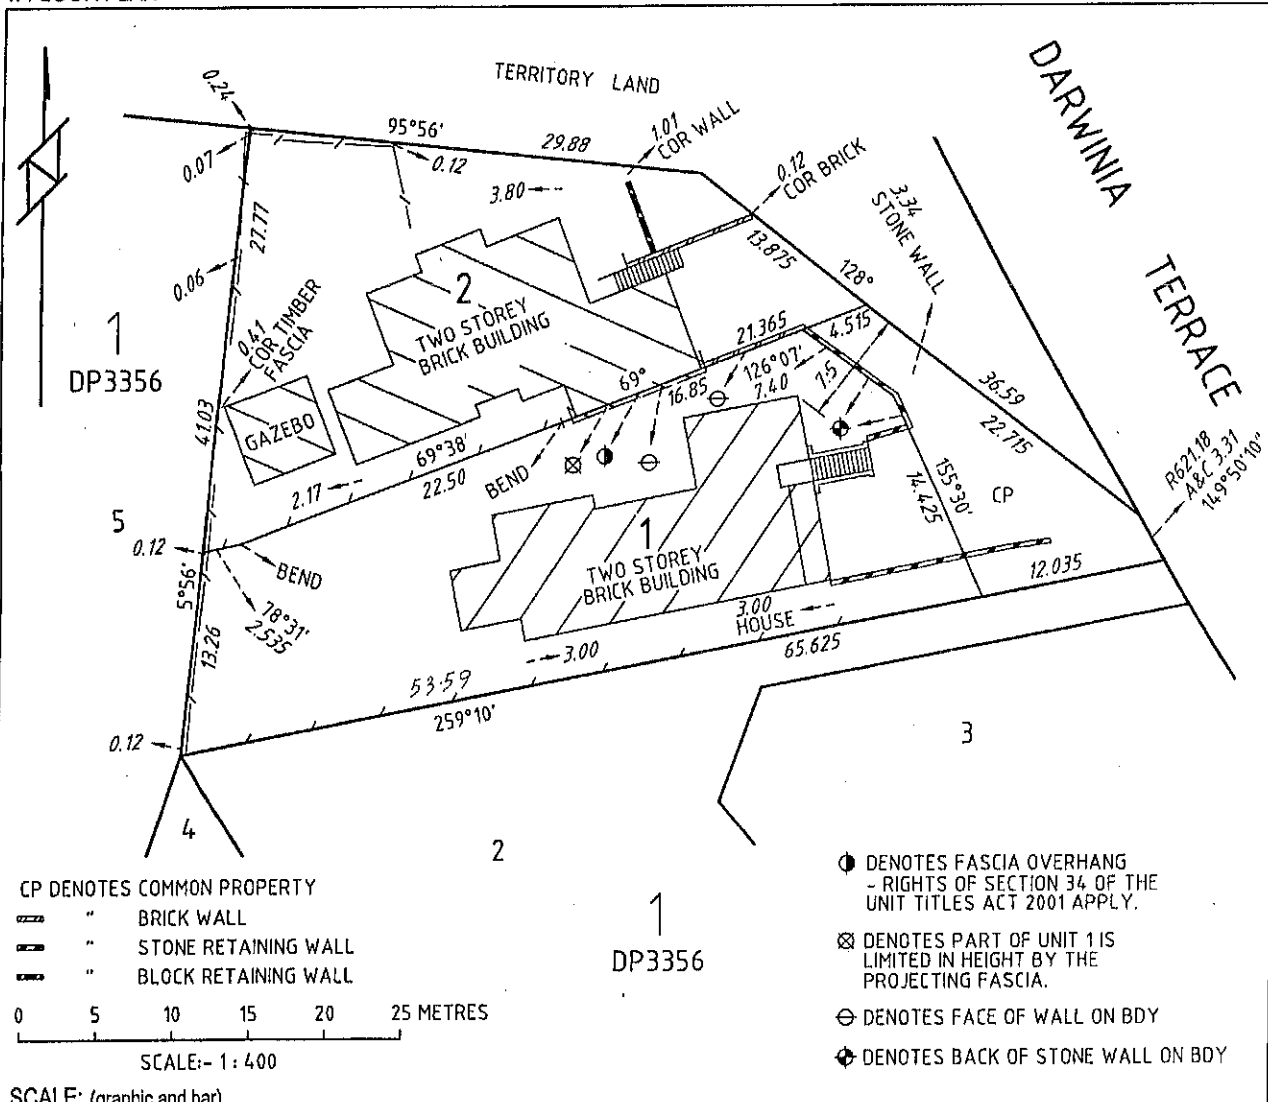 TERRITORY LAND
DARWINIA
TERRACE
0.24
95°56'
29.88
1.01
COR WALL
0.12
COR BRICK
3.34
STONE WALL
0.07
0.12
3.80
27.77
13.875
128°
0.06
2
TWO STOREY
BRICK BUILDING
1
DP3356
0.41
COR TIMBER
FASCIA
21.365
4.515
126°07'
7.40
1.5
36.59
22.715
69°
16.85
41.03
GAZEBO
69°38'
22.50
BEND
2.17
R621.18
A&C 3.31
149°50'10"
155°30'
14.425
CP
5
0.12
BEND
78°31'
2.535
5°56'
13.26
1
TWO STOREY
BRICK BUILDING
12.035
3.00
HOUSE
3.00
65.625
53.59
259°10'
0.12
3
4
2
1
DP3356
CP DENOTES COMMON PROPERTY
" BRICK WALL
" STONE RETAINING WALL
" BLOCK RETAINING WALL
0 5 10 15 20 25 METRES
SCALE:- 1 : 400
SCALE: (graphic and bar)
DENOTES FASCIA OVERHANG
- RIGHTS OF SECTION 34 OF THE
UNIT TITLES ACT 2001 APPLY.
DENOTES PART OF UNIT 1 IS
LIMITED IN HEIGHT BY THE
PROJECTING FASCIA.
DENOTES FACE OF WALL ON BDY
DENOTES BACK OF STONE WALL ON BDY